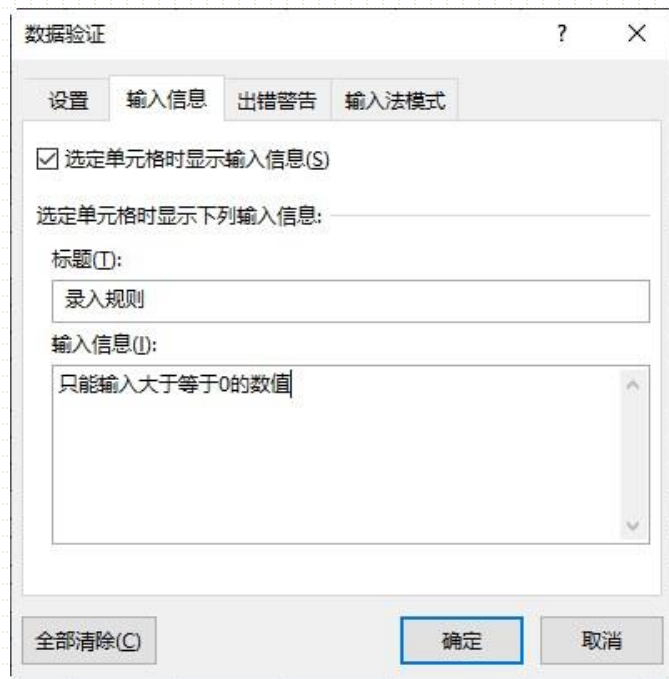 数据验证 ?
设置 输入信息 出错警告 输入法模式
选定单元格时显示输入信息(S)
选定单元格时显示下列输入信息:
标题(T):
录入规则
输入信息(I):
只能输入大于等于0的数值
全部清除(C) 确定 取消